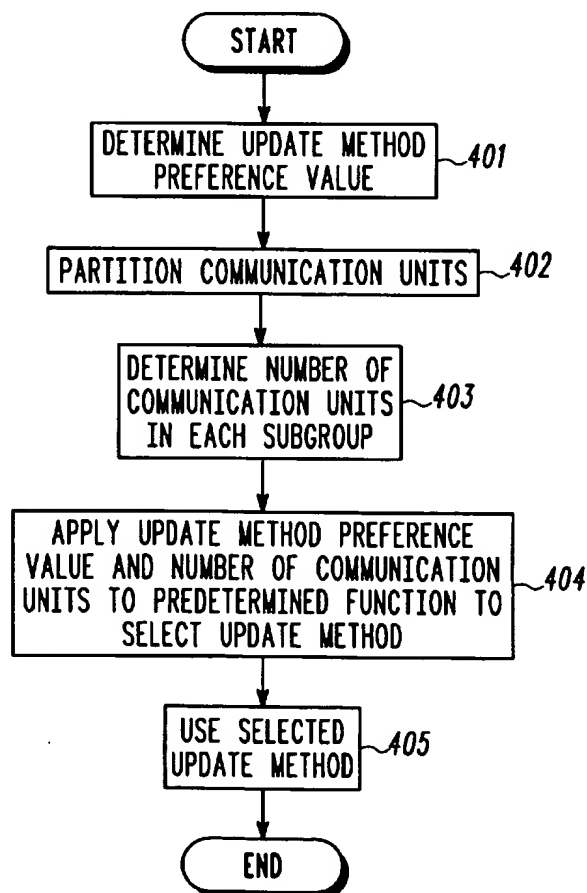 START
DETERMINE UPDATE METHOD
PREFERENCE VALUE
401
PARTITION COMMUNICATION UNITS
402
DETERMINE NUMBER OF
COMMUNICATION UNITS
IN EACH SUBGROUP
403
APPLY UPDATE METHOD PREFERENCE
VALUE AND NUMBER OF COMMUNICATION
UNITS TO PREDETERMINED FUNCTION TO
SELECT UPDATE METHOD
404
USE SELECTED
UPDATE METHOD
405
END